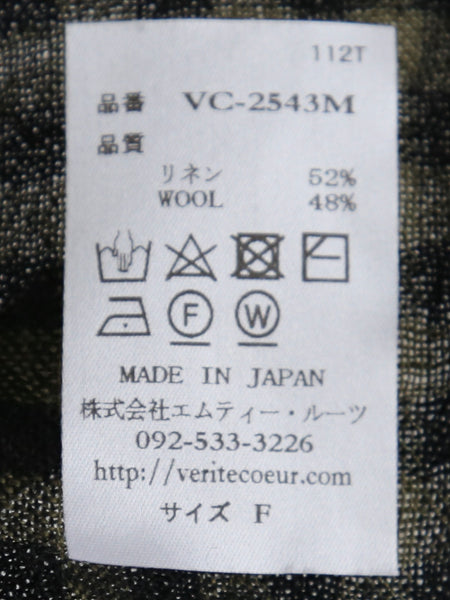 112T
品番 VC-2543M
品質
リネン 52%
WOOL 48%
F W
MADE IN JAPAN
株式会社エムティー・ルーツ
092-533-3226
http://veritecoeur.com
サイズ F